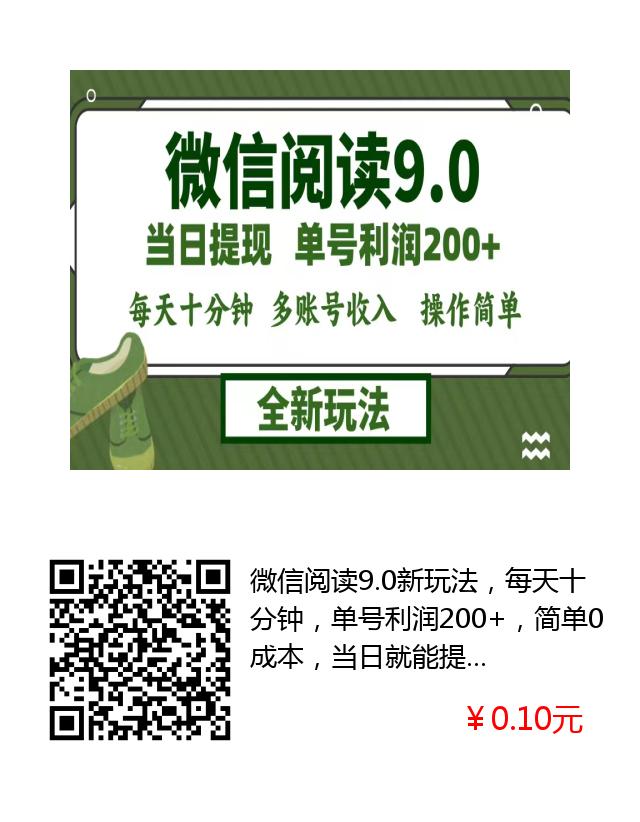 微信阅读9.0
当日提现 单号利润200+
每天十分钟 多账号收入 操作简单
全新玩法
微信阅读9.0新玩法，每天十
分钟，单号利润200+，简单0
成本，当日就能提...
￥0.10元